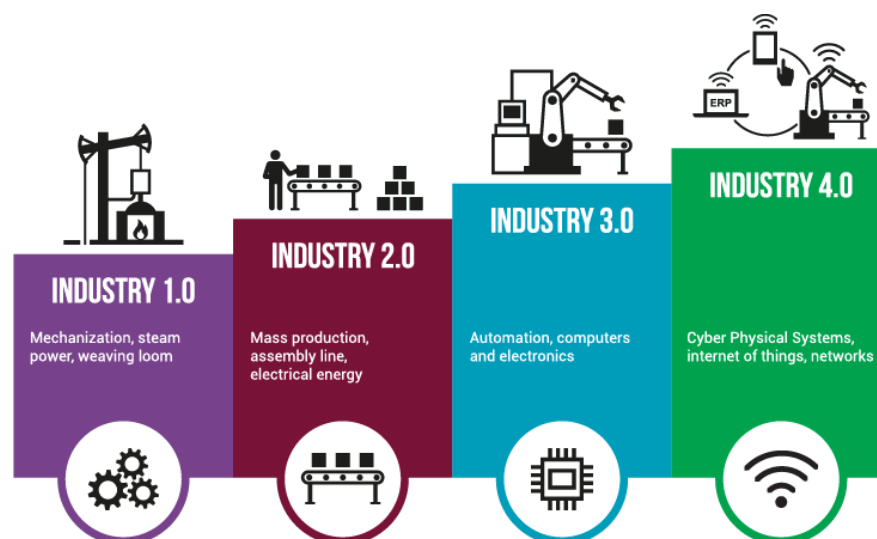 INDUSTRY 1.0
Mechanization, steam
power, weaving loom
INDUSTRY 2.0
Mass production,
assembly line,
electrical energy
INDUSTRY 3.0
Automation, computers
and electronics
ERP
INDUSTRY 4.0
Cyber Physical Systems,
internet of things, networks